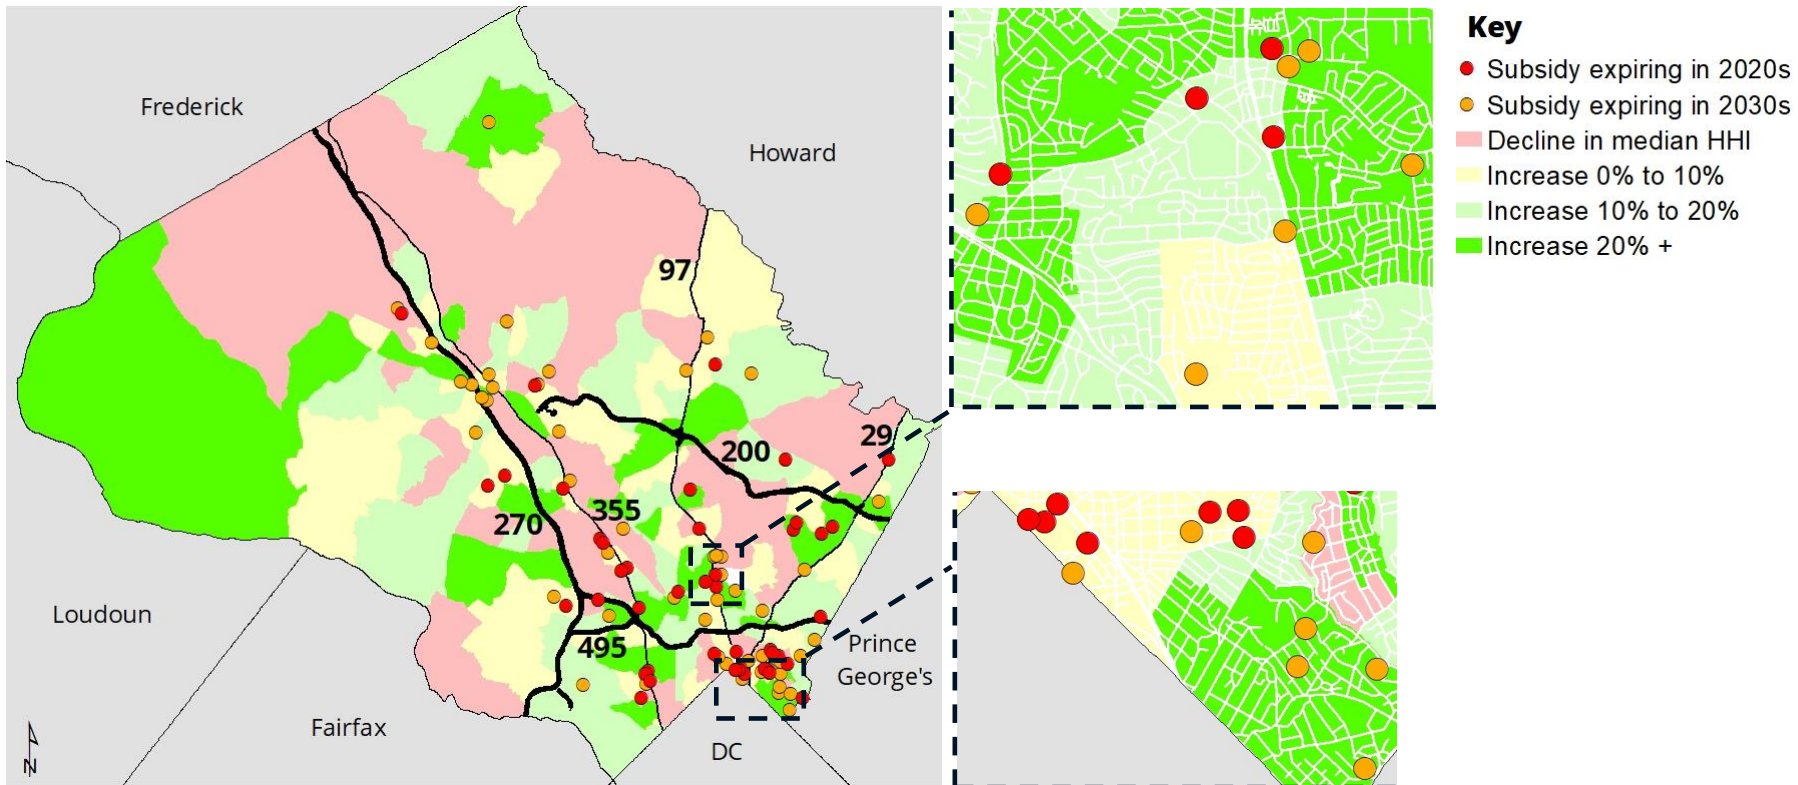 Frederick
Howard
97
200
29
355
270
495
Loudoun
Fairfax
DC
Prince
George's
N
Key
Subsidy expiring in 2020s
Subsidy expiring in 2030s
Decline in median HHI
Increase 0% to 10%
Increase 10% to 20%
Increase 20% +